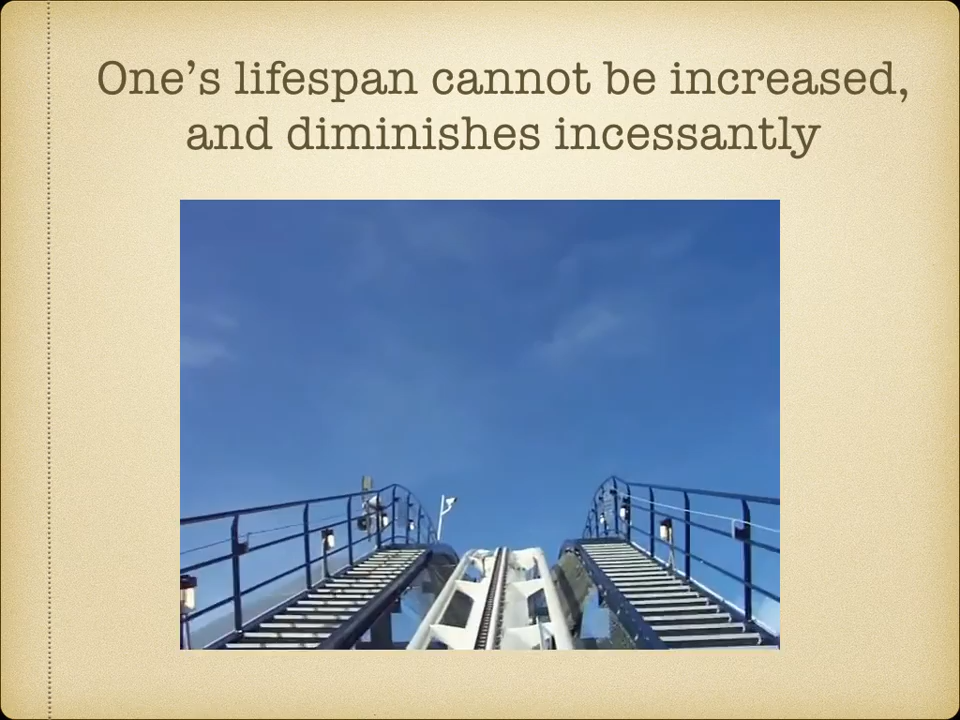 One’s lifespan cannot be increased,
and diminishes incessantly